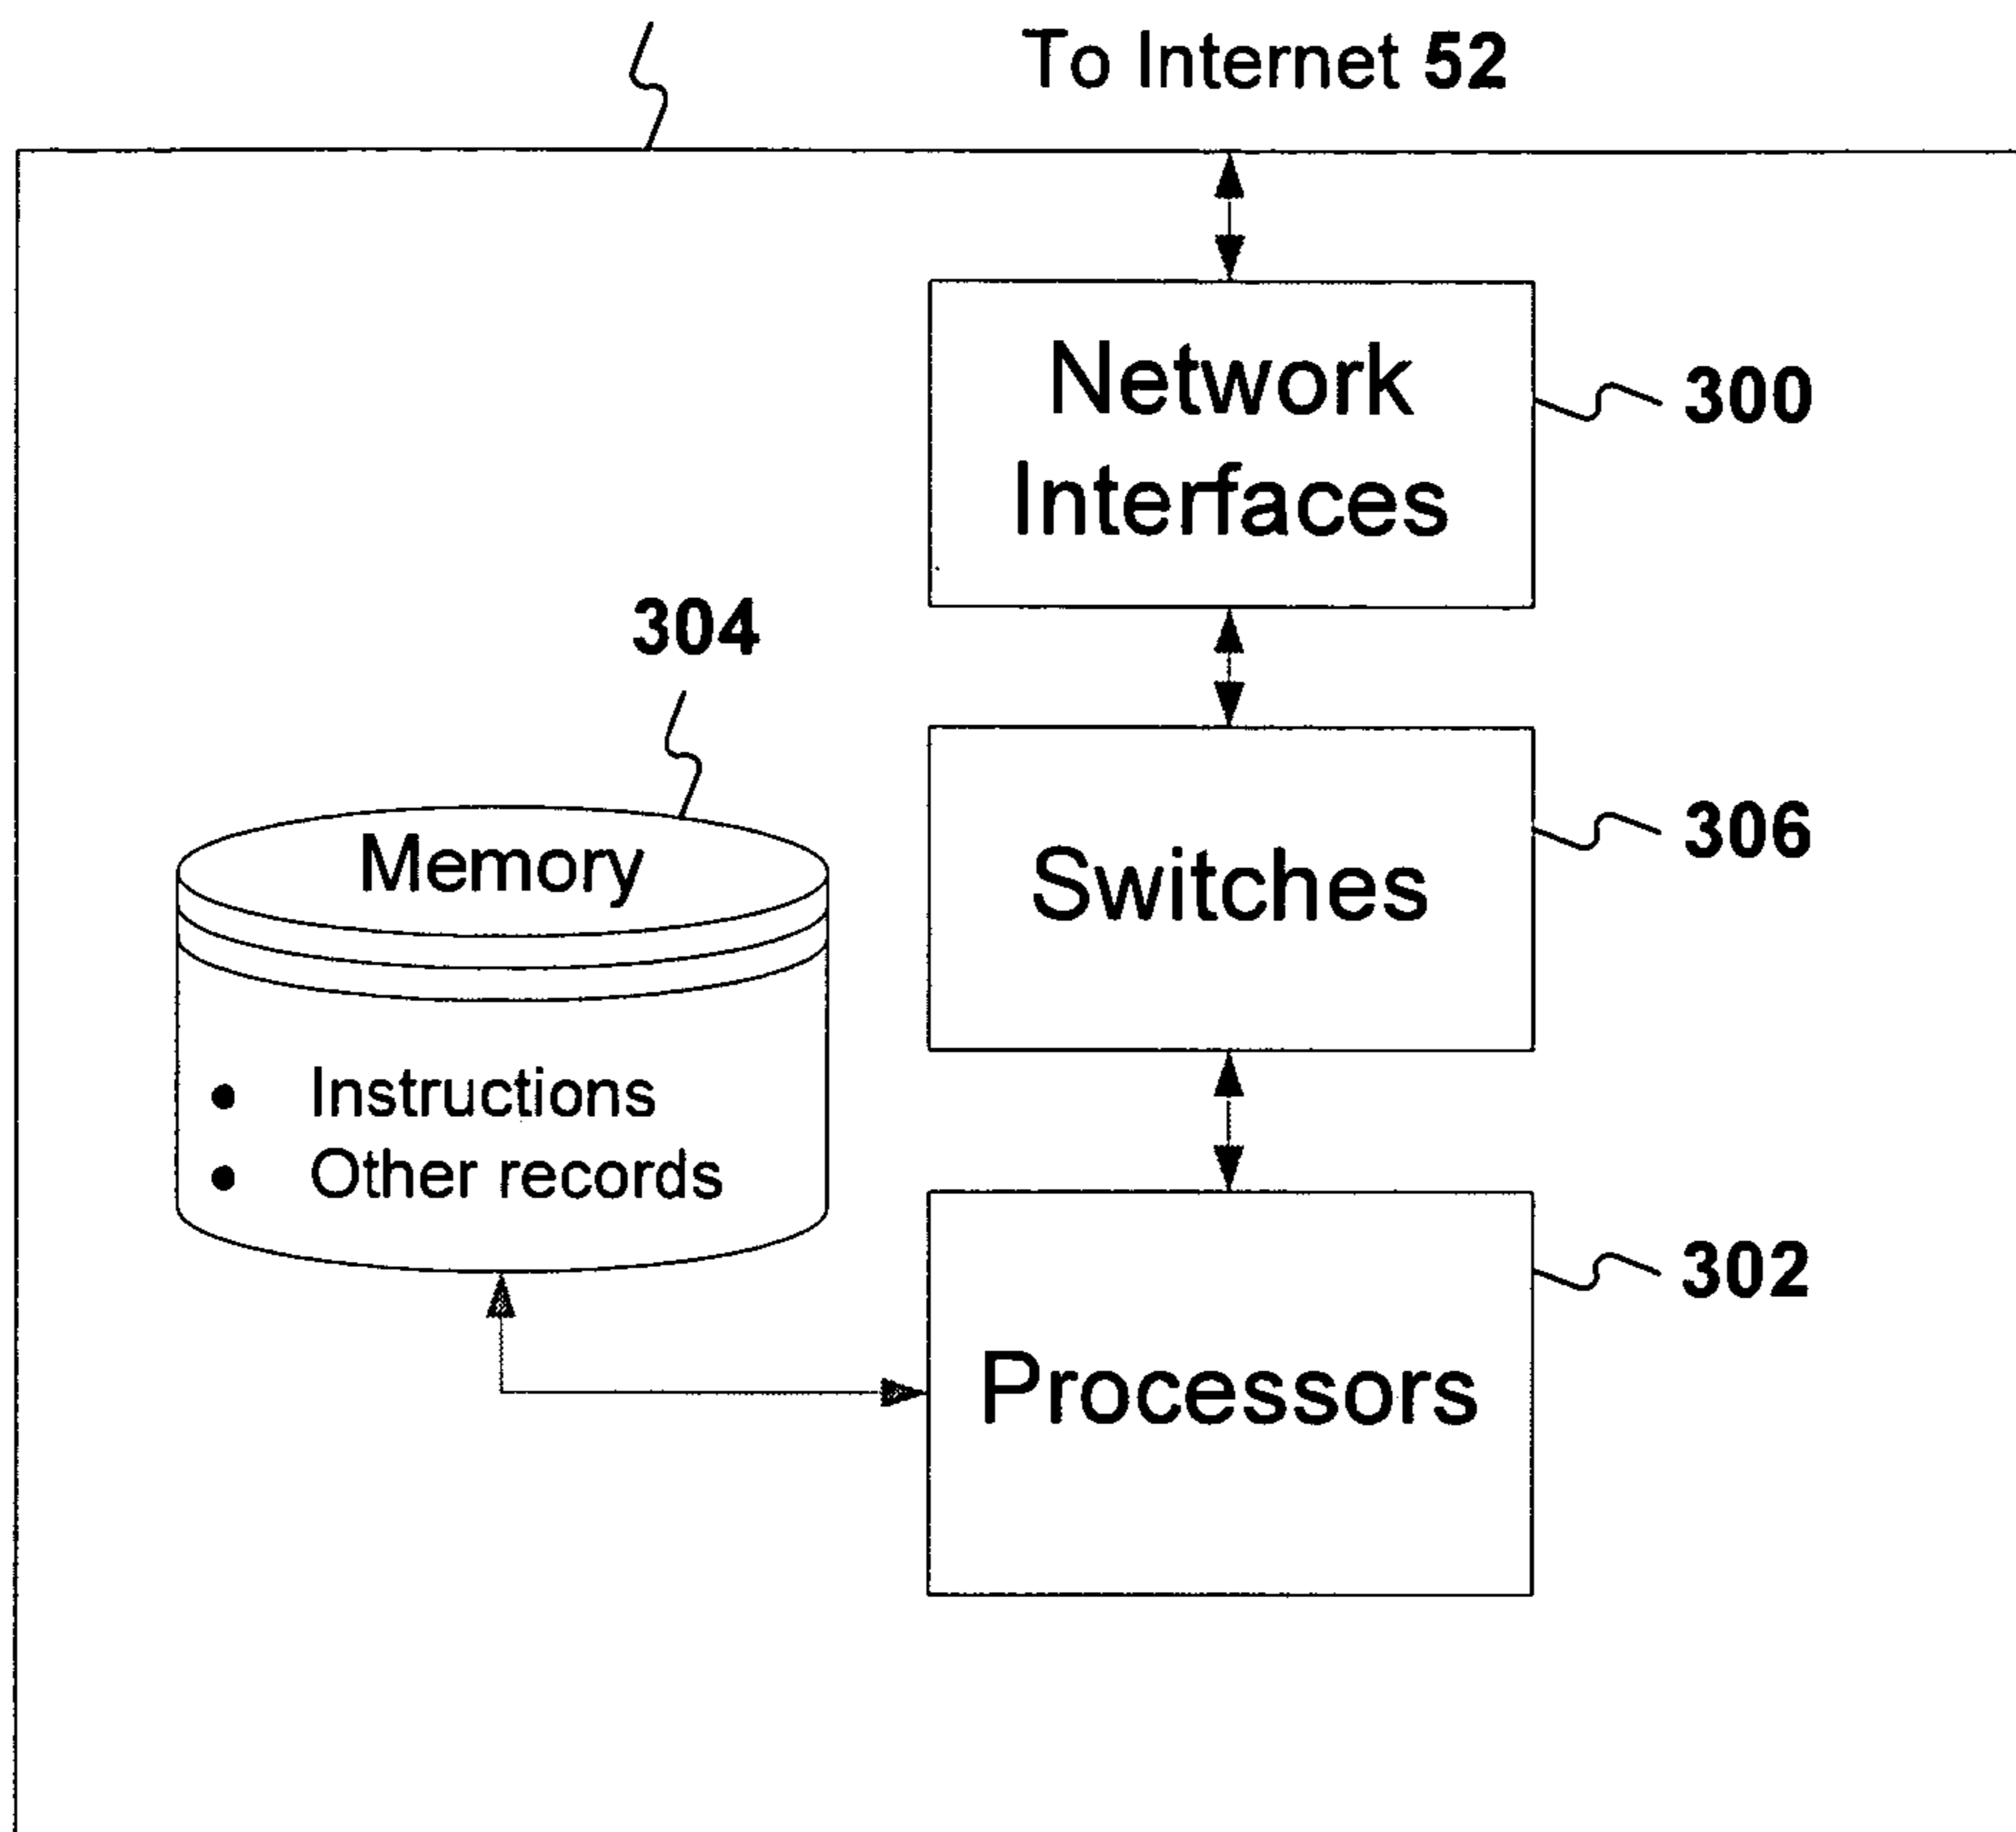 To Internet 52
Network
Interfaces
300
304
306
Switches
Memory
• Instructions
• Other records
302
Processors